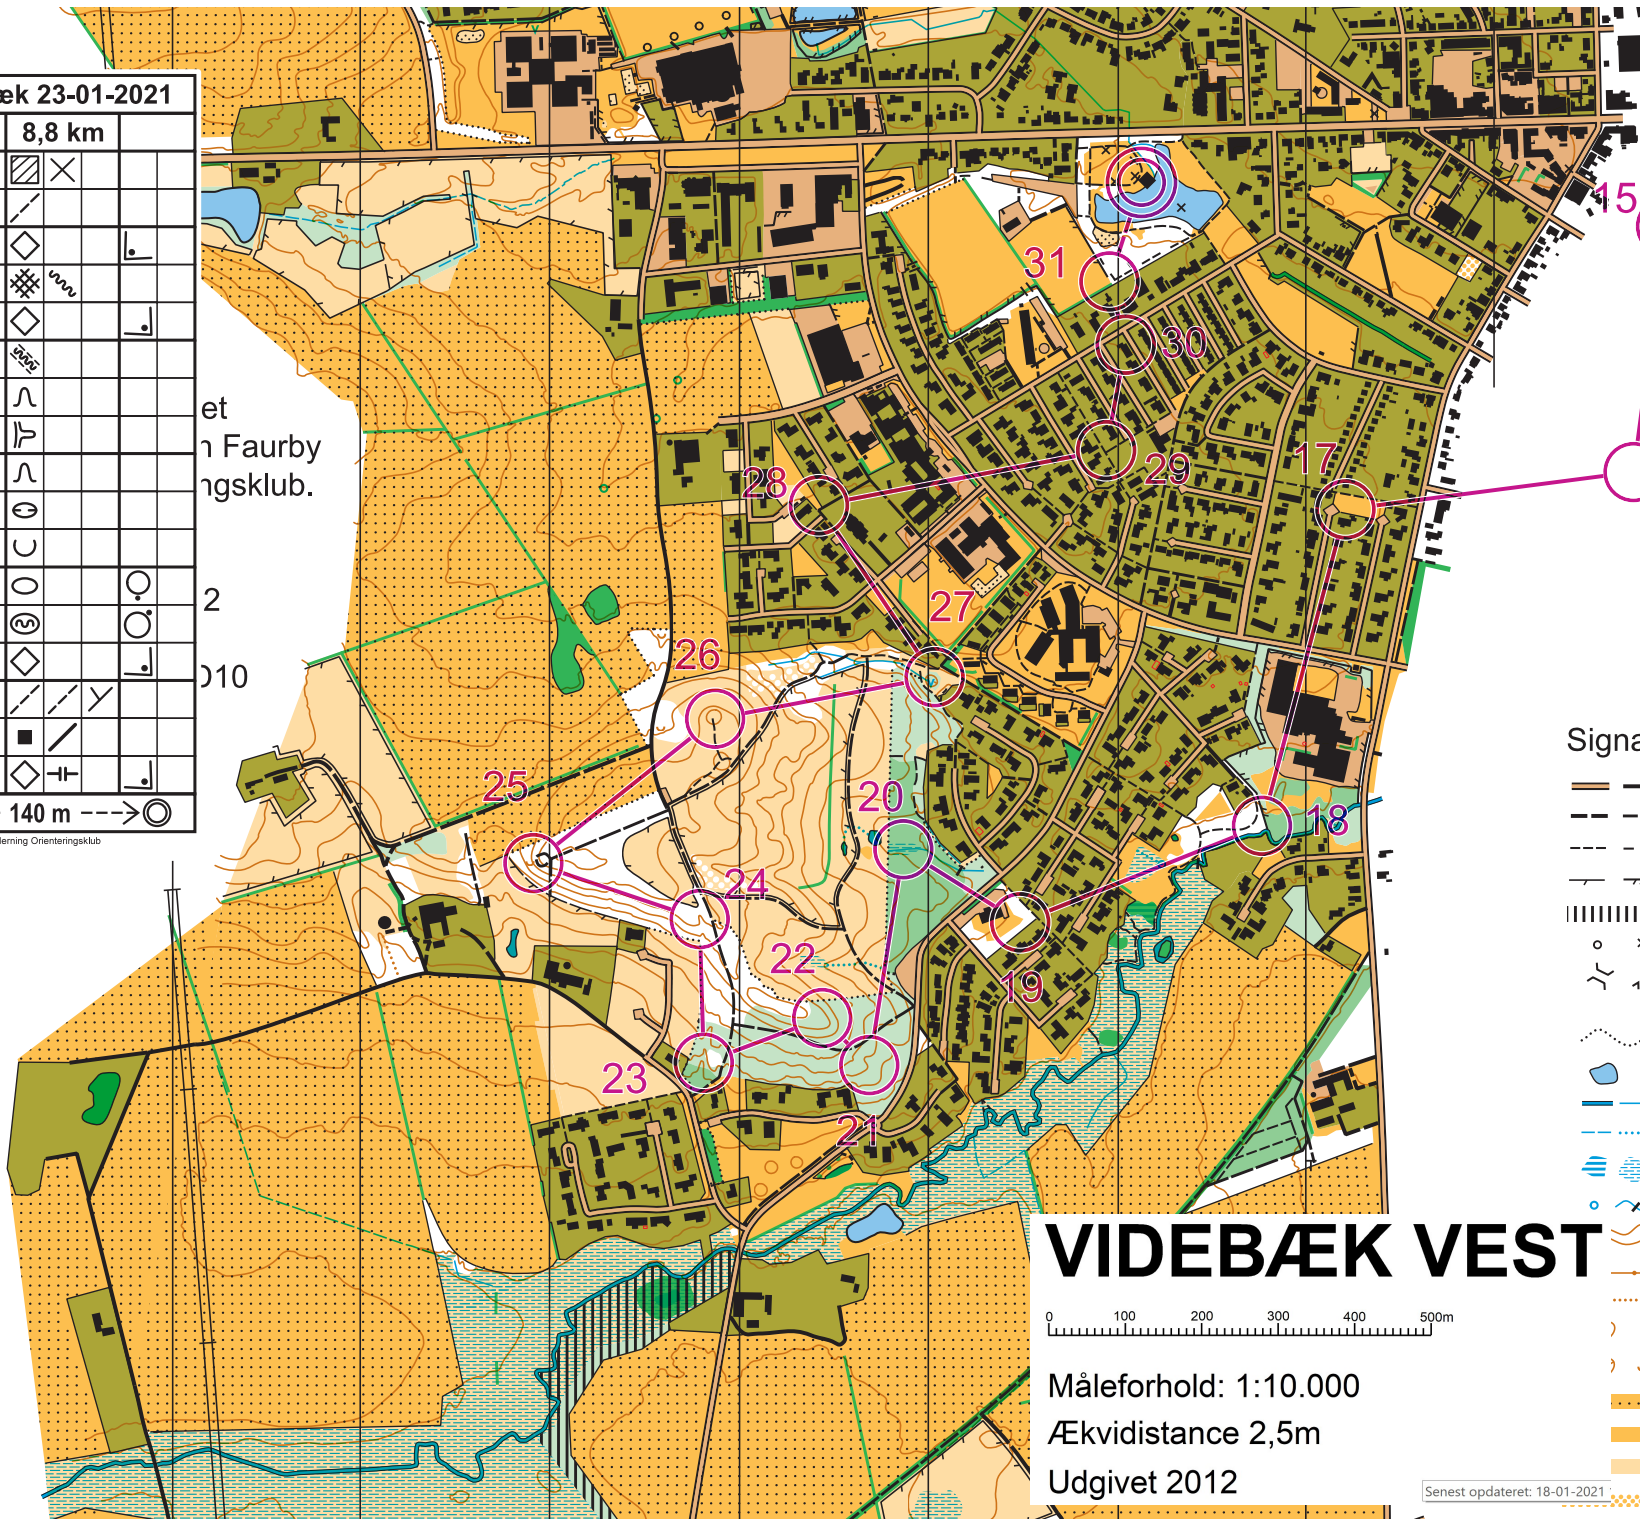 æk 23-01-2021
8,8 km
140 m
Herning Orienteringsklub
et
n Faurby
ngsklub.
2
010
15
31
30
17
28
29
27
26
25
20
18
24
22
19
23
21
Signa
VIDEBÆK VEST
0 100 200 300 400 500m
Måleforhold: 1:10.000
Ækvidistance 2,5m
Udgivet 2012
Senest opdateret: 18-01-2021